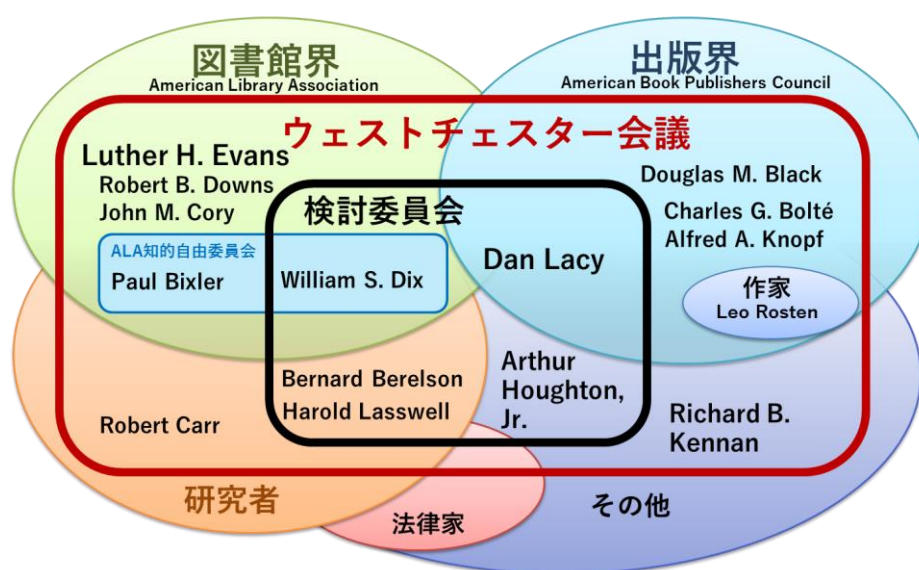 図書館界
American Library Association
出版界
American Book Publishers Council
ウェストチェスター会議
Luther H. Evans
Robert B. Downs
John M. Cory
検討委員会
Douglas M. Black
Charles G. Bolté
Alfred A. Knopf
ALA知的自由委員会
Paul Bixler
William S. Dix
Dan Lacy
作家
Leo Rosten
Bernard Berelson
Harold Lasswell
Arthur
Houghton,
Jr.
Robert Carr
Richard B.
Kennan
研究者
法律家
その他